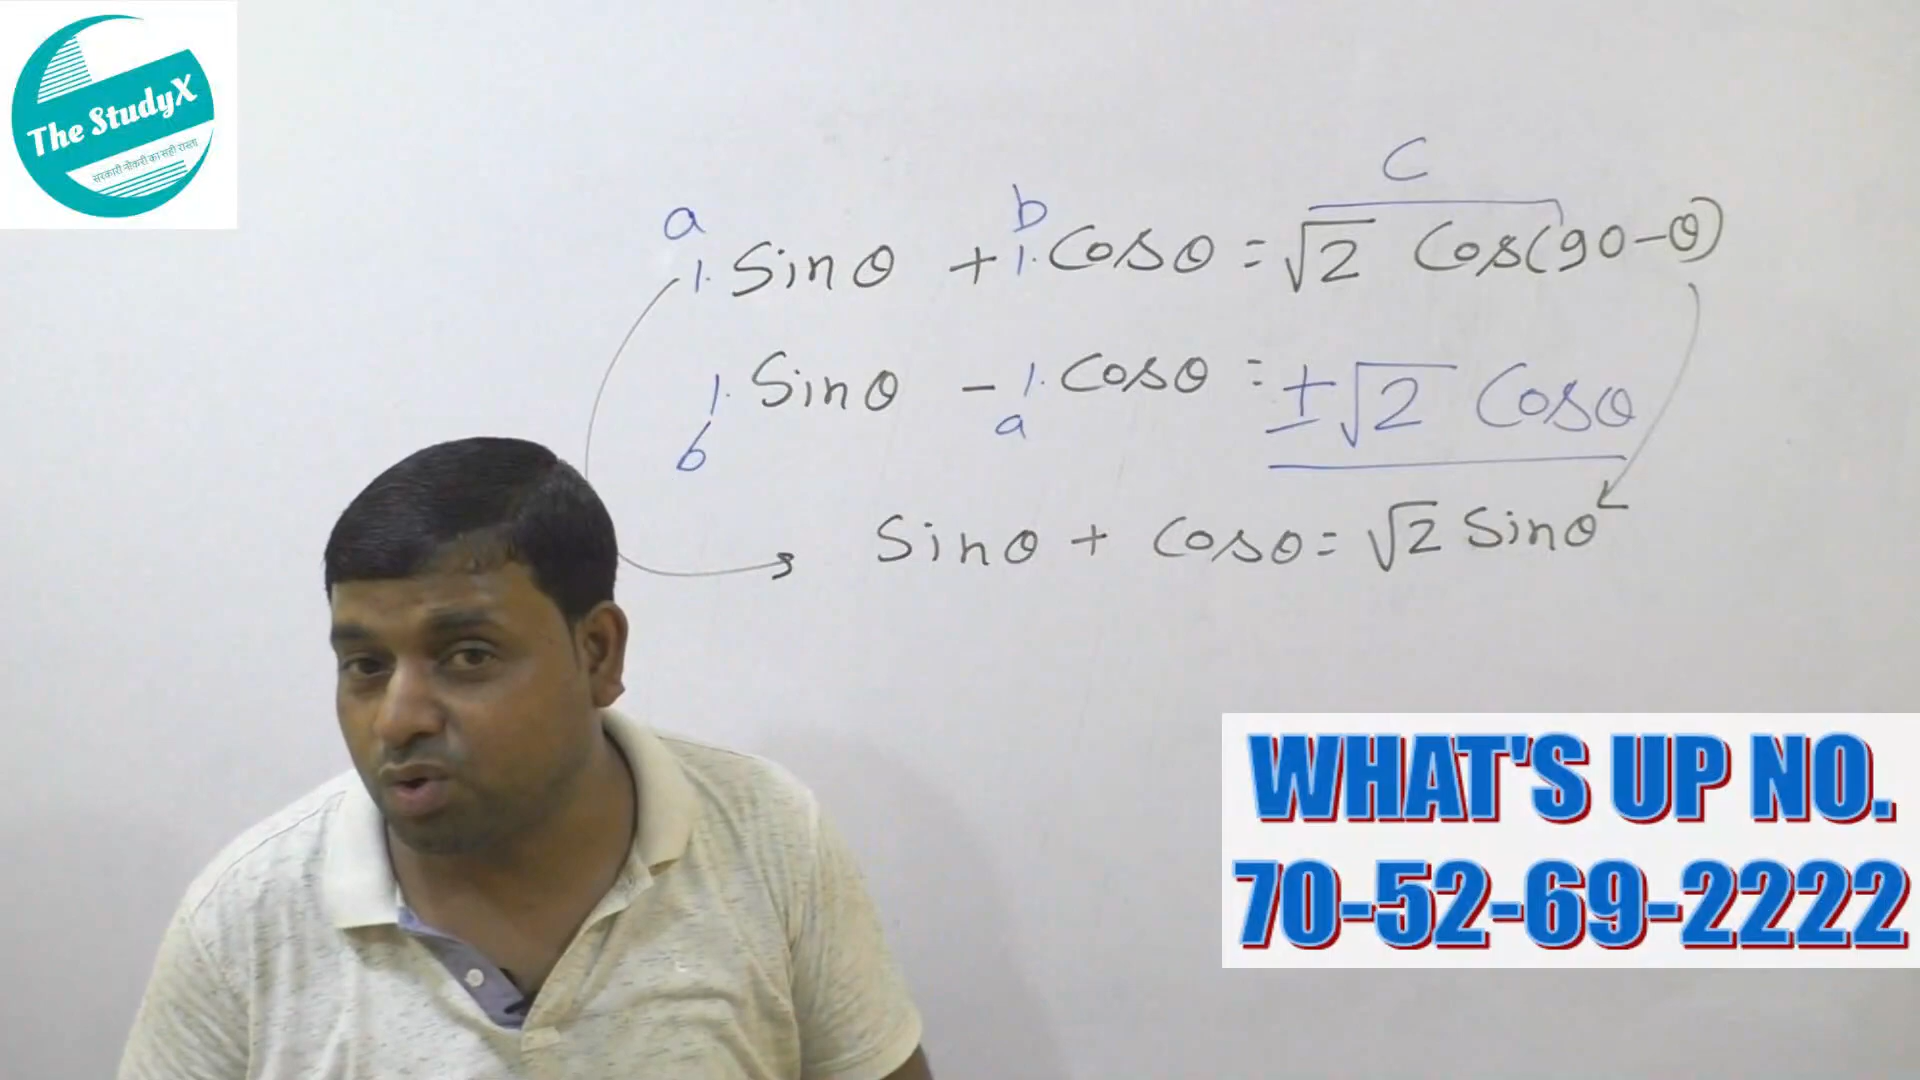 The StudyX
सरकारी नौकरी का सही रास्ता
C
a b
1. Sinθ + 1. Cosθ = √2 Cos(90-θ)
1. Sinθ - 1. Cosθ = ±√2 Cosθ
b a
Sinθ + Cosθ = √2 Sinθ
WHAT'S UP NO.
70-52-69-2222